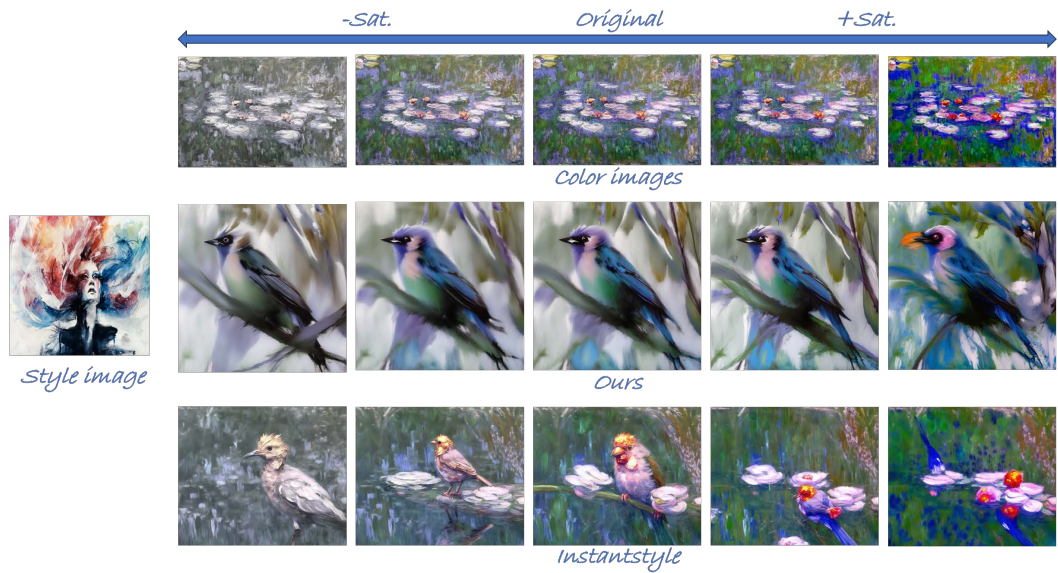 -Sat. Original +Sat.
Color images
Style image
Ours
Instantstyle